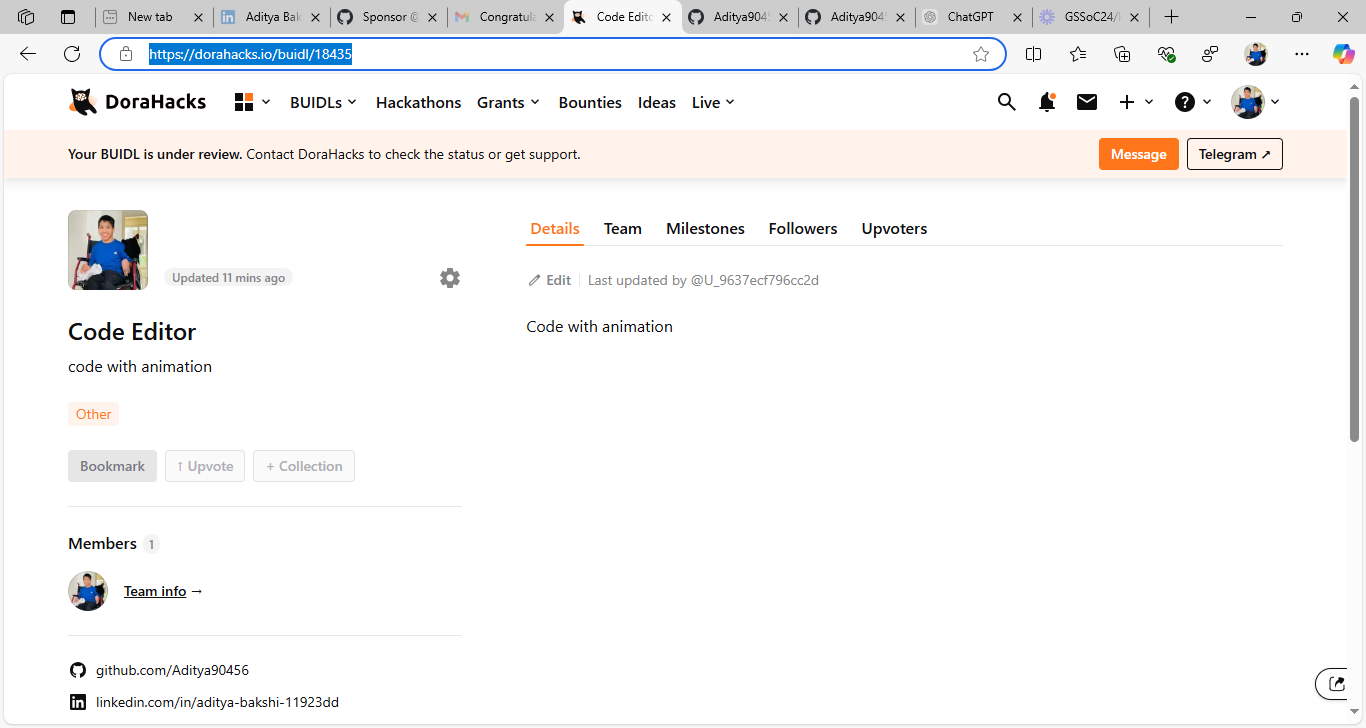 New tab
Aditya Bak
Sponsor @
Congratula
Code Edito
Aditya9045
Aditya9045
ChatGPT
GSSoC24/
https://dorahacks.io/buidl/18435
DoraHacks
BUIDLs
Hackathons
Grants
Bounties
Ideas
Live
Your BUIDL is under review. Contact DoraHacks to check the status or get support.
Message
Telegram ↗
Updated 11 mins ago
Code Editor
code with animation
Other
Bookmark
↑ Upvote
+ Collection
Members 1
Team info →
github.com/Aditya90456
linkedin.com/in/aditya-bakshi-11923dd
Details
Team
Milestones
Followers
Upvoters
Edit
Last updated by @U_9637ecf796cc2d
Code with animation